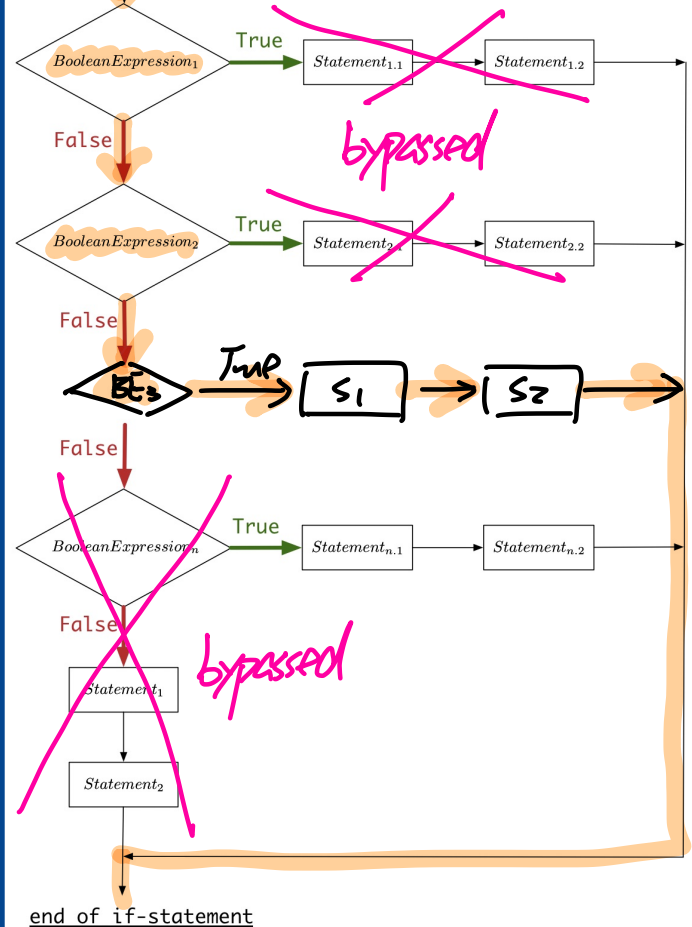 True
BooleanExpression₁ Statement₁.₁ Statement₁.₂
bypassed
False
True
BooleanExpression₂ Statement₂.₁ Statement₂.₂
False
True
BE₃ S₁ S₂
False
True
BooleanExpressionₙ Statementₙ.₁ Statementₙ.₂
False
bypassed
Statement₁
Statement₂
end of if-statement